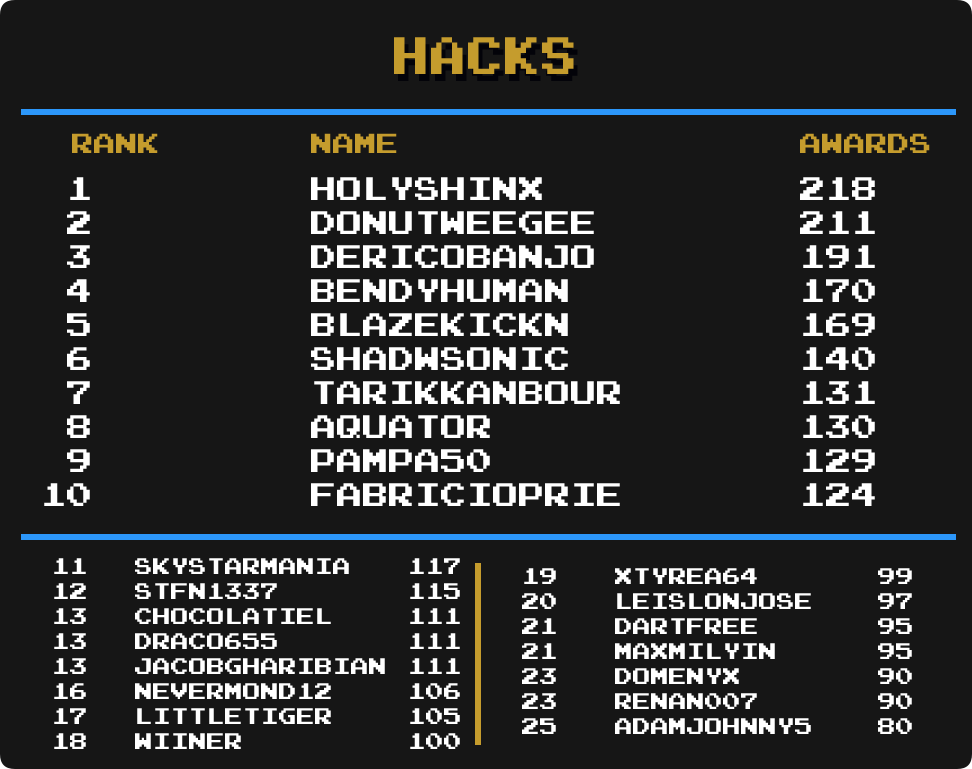 HACKS
RANK NAME AWARDS
1 HOLYSHINX 218
2 DONUTWEEGEE 211
3 DERICOBANJO 191
4 BENDYHUMAN 170
5 BLAZEKICKN 169
6 SHADWSONIC 140
7 TARIKKANBOUR 131
8 AQUATOR 130
9 PAMPA50 129
10 FABRICIOPRIE 124
11 SKYSTARMANIA 117
12 STFN1337 115
13 CHOCOLATIEL 111
13 DRACO655 111
13 JACOBGHARIBIAN 111
16 NEVERMOND12 106
17 LITTLETIGER 105
18 WIINER 100
19 XTYREA64 99
20 LEISLONJOSE 97
21 DARTFREE 95
21 MAXMILYIN 95
23 DOMENYX 90
23 RENAN007 90
25 ADAMJOHNNY5 80